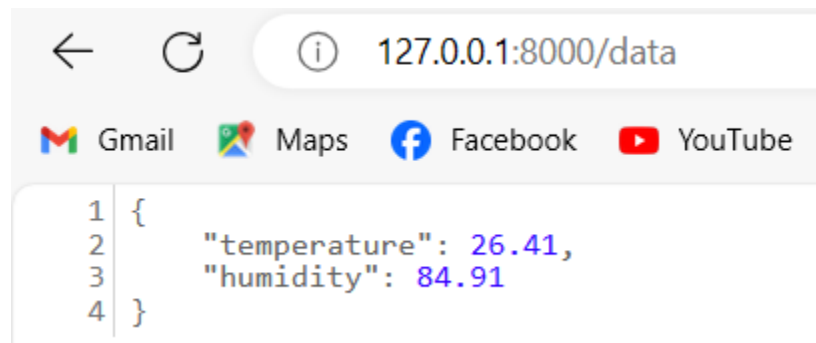 127.0.0.1:8000/data
Gmail Maps Facebook YouTube
1 {
2 "temperature": 26.41,
3 "humidity": 84.91
4 }